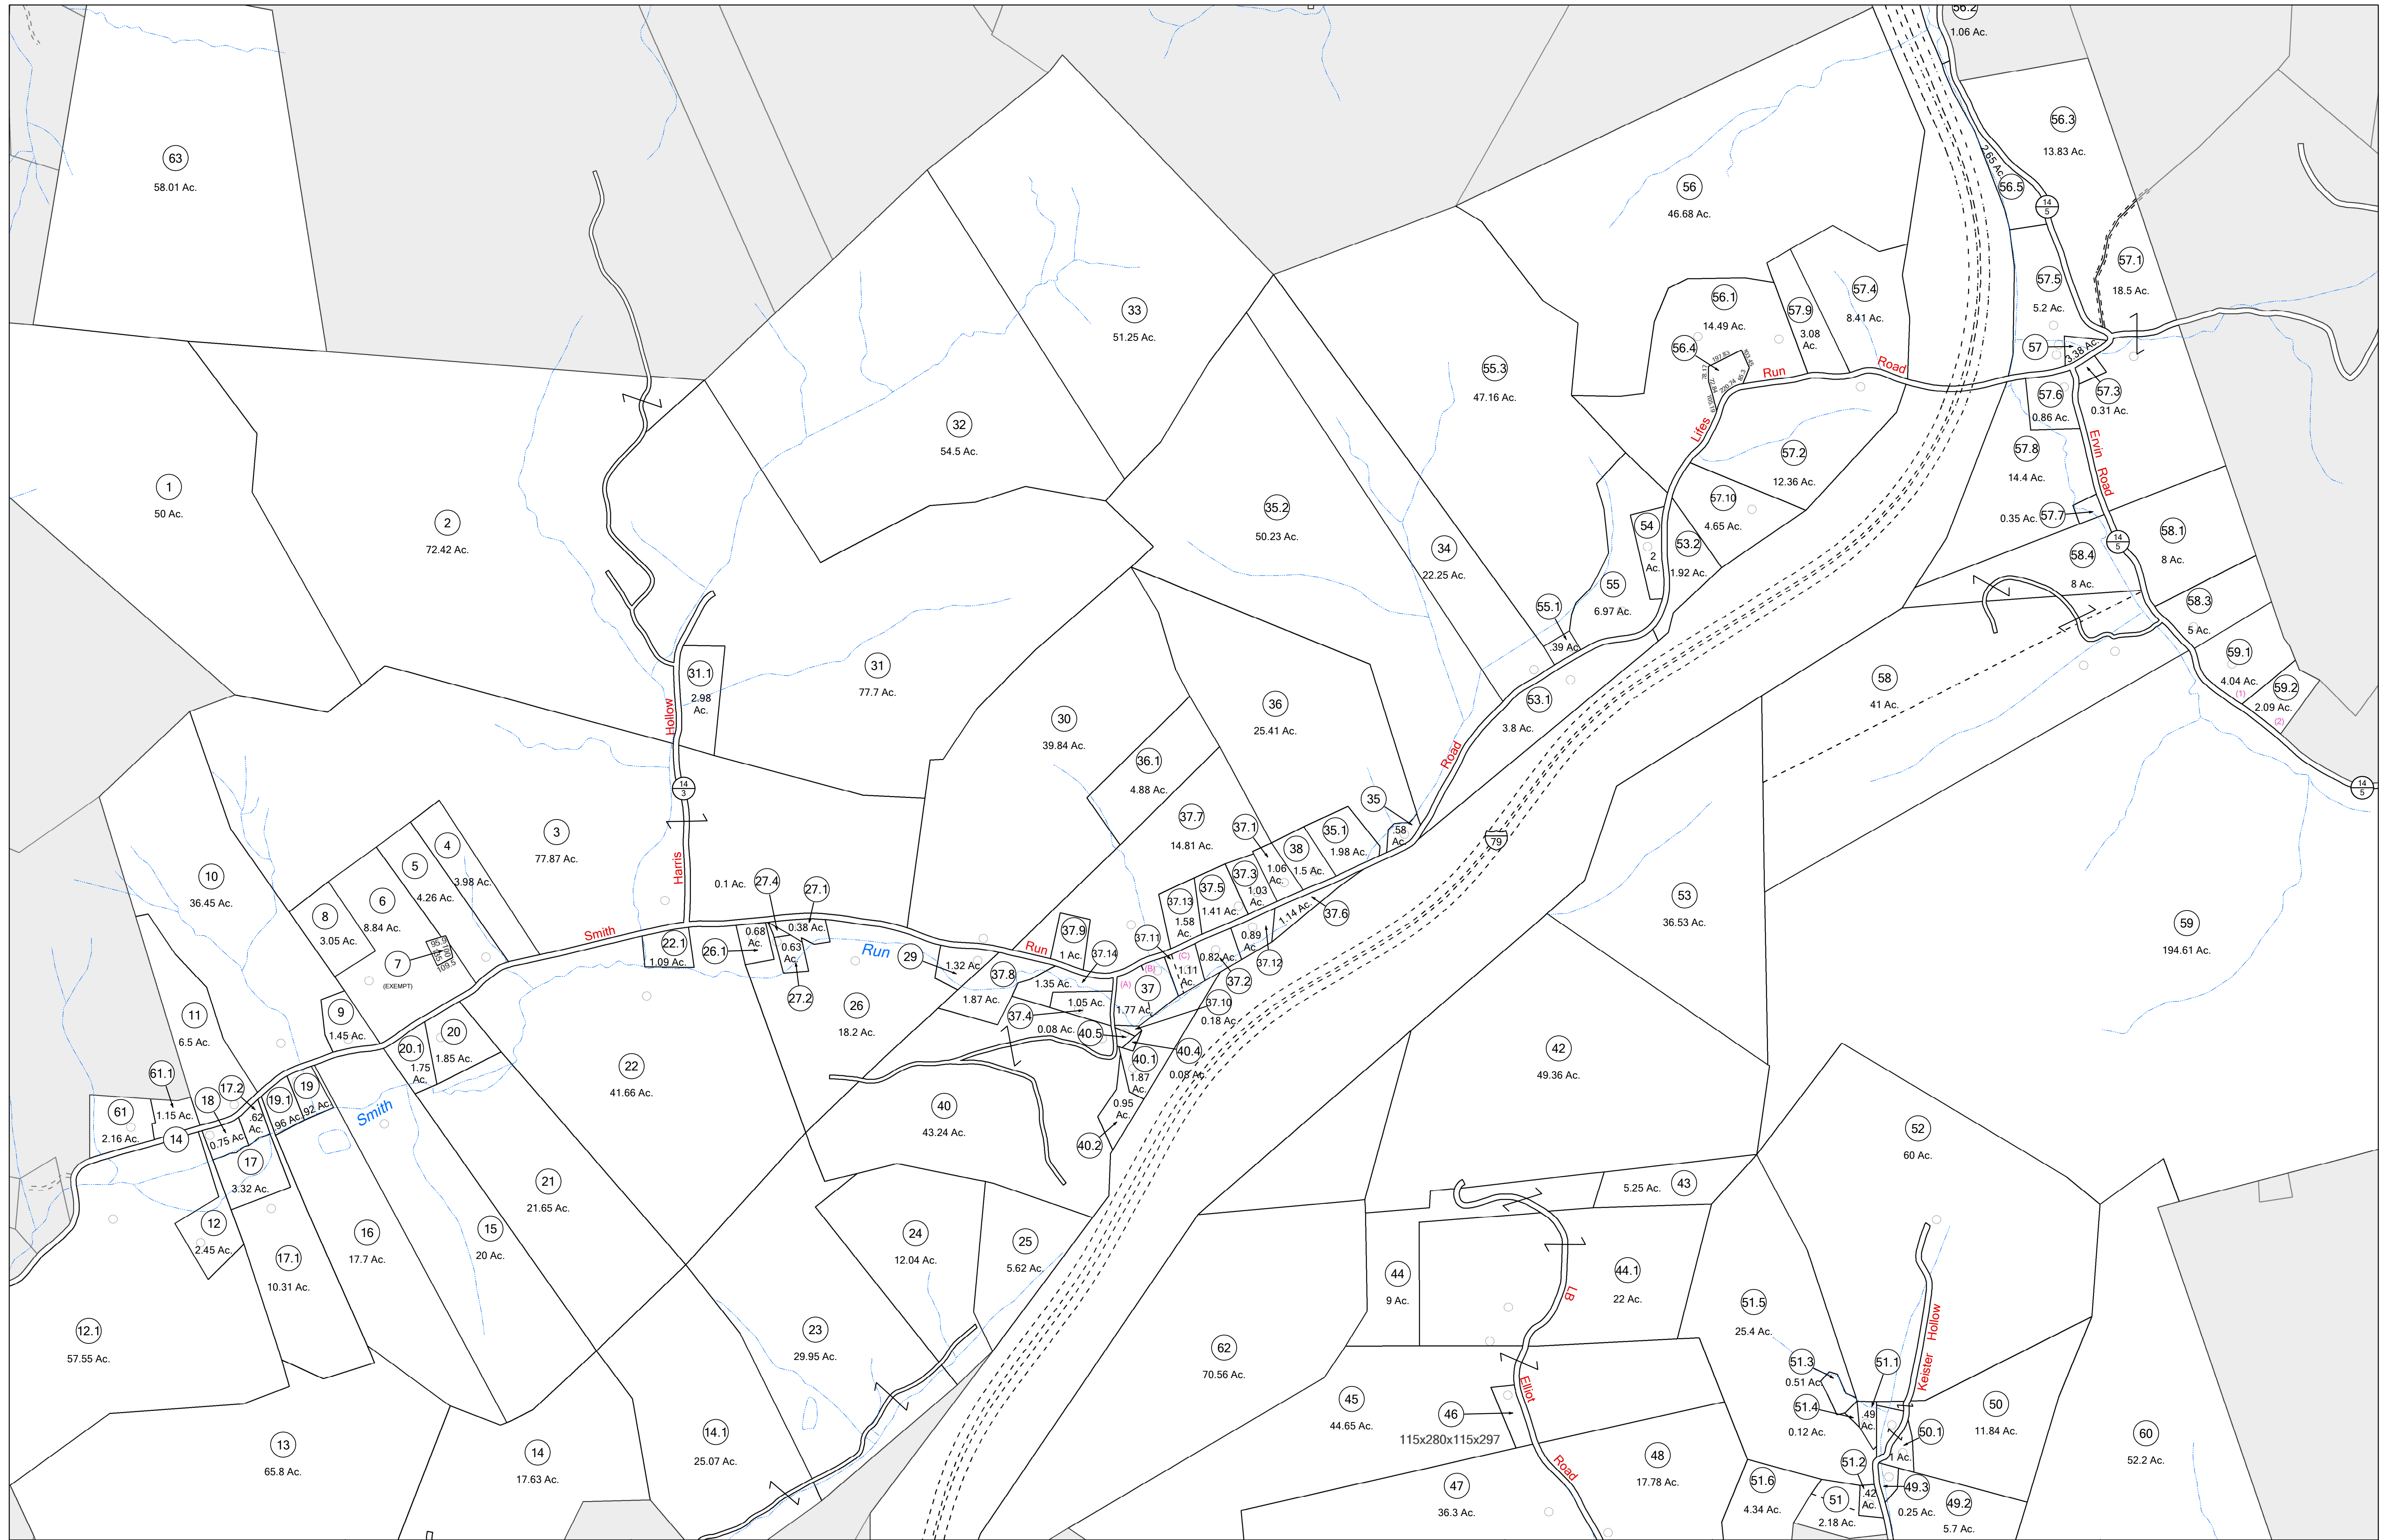 56.2
1.06 Ac.
63
58.01 Ac.
56.3
13.83 Ac.
2.65 Ac.
56.5
14
5
56
46.68 Ac.
57.1
18.5 Ac.
57.5
5.2 Ac.
57.4
8.41 Ac.
57.9
3.08
Ac.
56.1
14.49 Ac.
56.4
197.83
78.17
220.74
33
51.25 Ac.
57
3.38 Ac.
57.3
0.31 Ac.
57.6
0.86 Ac.
Lifes
Run
Road
55.3
47.16 Ac.
32
54.5 Ac.
57.2
12.36 Ac.
57.8
14.4 Ac.
Ervin Road
1
50 Ac.
2
72.42 Ac.
35.2
50.23 Ac.
34
22.25 Ac.
57.10
4.65 Ac.
54
2
Ac.
53.2
1.92 Ac.
57.7
0.35 Ac.
14
5
58.1
8 Ac.
58.4
8 Ac.
58.3
5 Ac.
55
6.97 Ac.
55.1
.39 Ac.
59.1
4.04 Ac.
(1)
59.2
2.09 Ac.
(2)
58
41 Ac.
14
5
31
77.7 Ac.
31.1
2.98
Ac.
Hollow
14
3
Harris
30
39.84 Ac.
36
25.41 Ac.
36.1
4.88 Ac.
53.1
3.8 Ac.
Road
79
35
.58
Ac.
35.1
1.98 Ac.
38
1.5 Ac.
37.1
1.06
Ac.
37.7
14.81 Ac.
37.3
1.03
Ac.
37.5
1.41 Ac.
37.13
1.58
Ac.
37.6
1.14 Ac.
37.12
0.89
Ac.
37.2
0.82 Ac.
37.11
1.11
Ac.
(C)
(B)
(A)
37
1.77 Ac.
37.10
0.18 Ac.
3
77.87 Ac.
4
3.98 Ac.
5
4.26 Ac.
6
8.84 Ac.
7
(EXEMPT)
109.5
8
3.05 Ac.
9
1.45 Ac.
10
36.45 Ac.
11
6.5 Ac.
Smith
0.1 Ac.
27.4
27.1
0.38 Ac.
0.68
Ac.
26.1
0.63
Ac.
27.2
22.1
1.09 Ac.
Run
29
1.32 Ac.
37.8
1.87 Ac.
37.9
1 Ac.
Run
37.14
1.35 Ac.
1.05 Ac.
37.4
0.08 Ac.
40.5
40.1
1.87
Ac.
40.4
0.08 Ac.
0.95
Ac.
40.2
40
43.24 Ac.
26
18.2 Ac.
22
41.66 Ac.
20
1.85 Ac.
20.1
1.75
Ac.
Smith
61
2.16 Ac.
61.1
1.15 Ac.
14
18
0.75 Ac.
17.2
.62
Ac.
19.1
.96 Ac.
19
.92 Ac.
17
3.32 Ac.
12
2.45 Ac.
17.1
10.31 Ac.
16
17.7 Ac.
15
20 Ac.
21
21.65 Ac.
24
12.04 Ac.
25
5.62 Ac.
23
29.95 Ac.
12.1
57.55 Ac.
13
65.8 Ac.
14
17.63 Ac.
14.1
25.07 Ac.
53
36.53 Ac.
59
194.61 Ac.
42
49.36 Ac.
52
60 Ac.
43
5.25 Ac.
44
9 Ac.
44.1
22 Ac.
LB
Elliot
Road
62
70.56 Ac.
45
44.65 Ac.
46
115x280x115x297
47
36.3 Ac.
48
17.78 Ac.
51.5
25.4 Ac.
51.3
0.51 Ac.
51.1
.49
Ac.
51.4
0.12 Ac.
Keister Hollow
50
11.84 Ac.
50.1
1 Ac.
51.2
.42
Ac.
51.6
4.34 Ac.
51
2.18 Ac.
49.3
0.25 Ac.
49.2
5.7 Ac.
60
52.2 Ac.